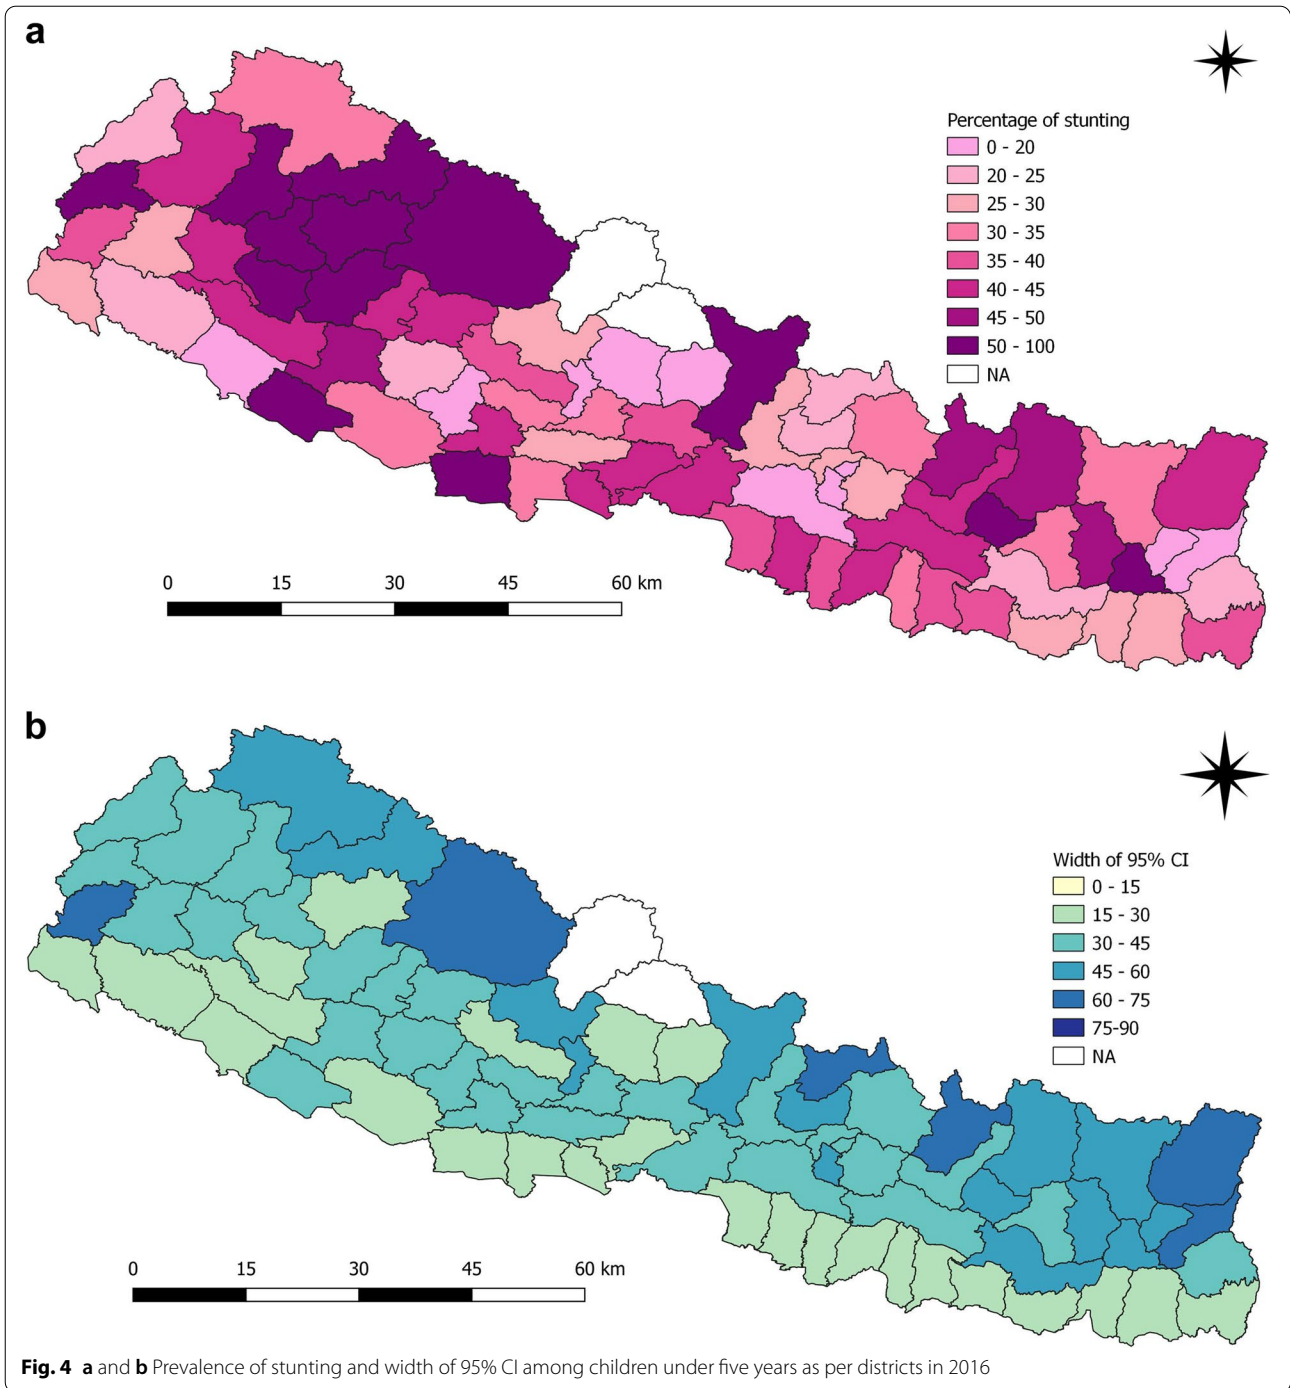 a
Percentage of stunting
0 - 20
20 - 25
25 - 30
30 - 35
35 - 40
40 - 45
45 - 50
50 - 100
NA
0 15 30 45 60 km
b
Width of 95% CI
0 - 15
15 - 30
30 - 45
45 - 60
60 - 75
75-90
NA
0 15 30 45 60 km
Fig. 4 a and b Prevalence of stunting and width of 95% CI among children under five years as per districts in 2016